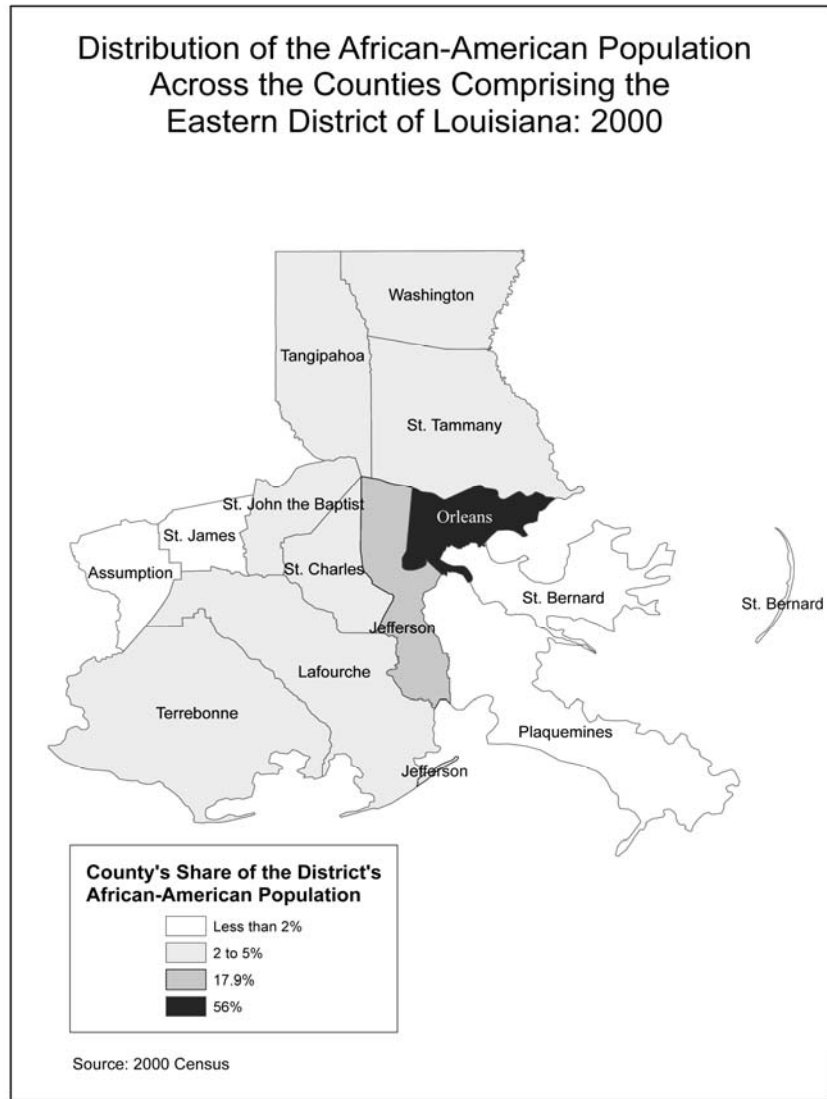 Distribution of the African-American Population
Across the Counties Comprising the
Eastern District of Louisiana: 2000
Washington
Tangipahoa
St. Tammany
St. John the Baptist
Orleans
St. James
Assumption
St. Charles
St. Bernard
St. Bernard
Jefferson
Lafourche
Terrebonne
Plaquemines
Jefferson
County's Share of the District's
African-American Population
Less than 2%
2 to 5%
17.9%
56%
Source: 2000 Census